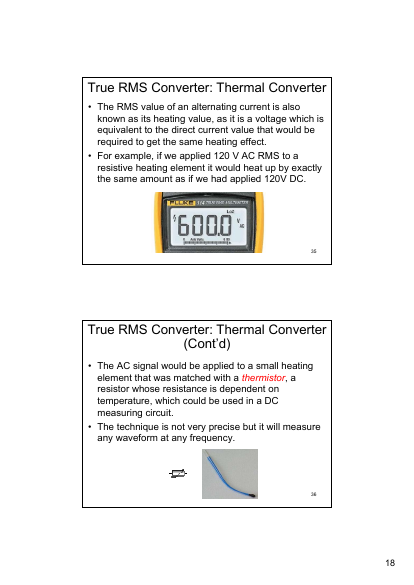 True RMS Converter: Thermal Converter
• The RMS value of an alternating current is also
known as its heating value, as it is a voltage which is
equivalent to the direct current value that would be
required to get the same heating effect.
• For example, if we applied 120 V AC RMS to a
resistive heating element it would heat up by exactly
the same amount as if we had applied 120V DC.
FLUKE 114 TRUE RMS MULTIMETER
LoZ
600.0 V
AC
35
True RMS Converter: Thermal Converter
(Cont'd)
• The AC signal would be applied to a small heating
element that was matched with a thermistor, a
resistor whose resistance is dependent on
temperature, which could be used in a DC
measuring circuit.
• The technique is not very precise but it will measure
any waveform at any frequency.
36
18